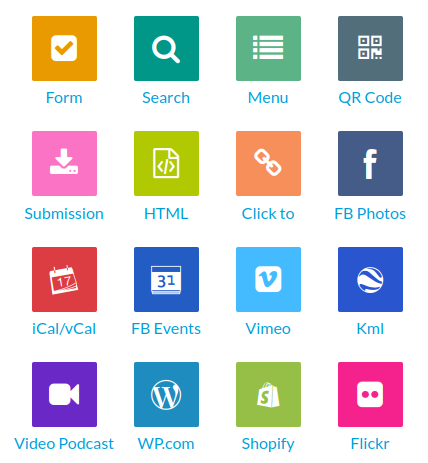 Form Search Menu QR Code
Submission HTML Click to FB Photos
17 31
iCal/vCal FB Events Vimeo Kml
Video Podcast WP.com Shopify Flickr